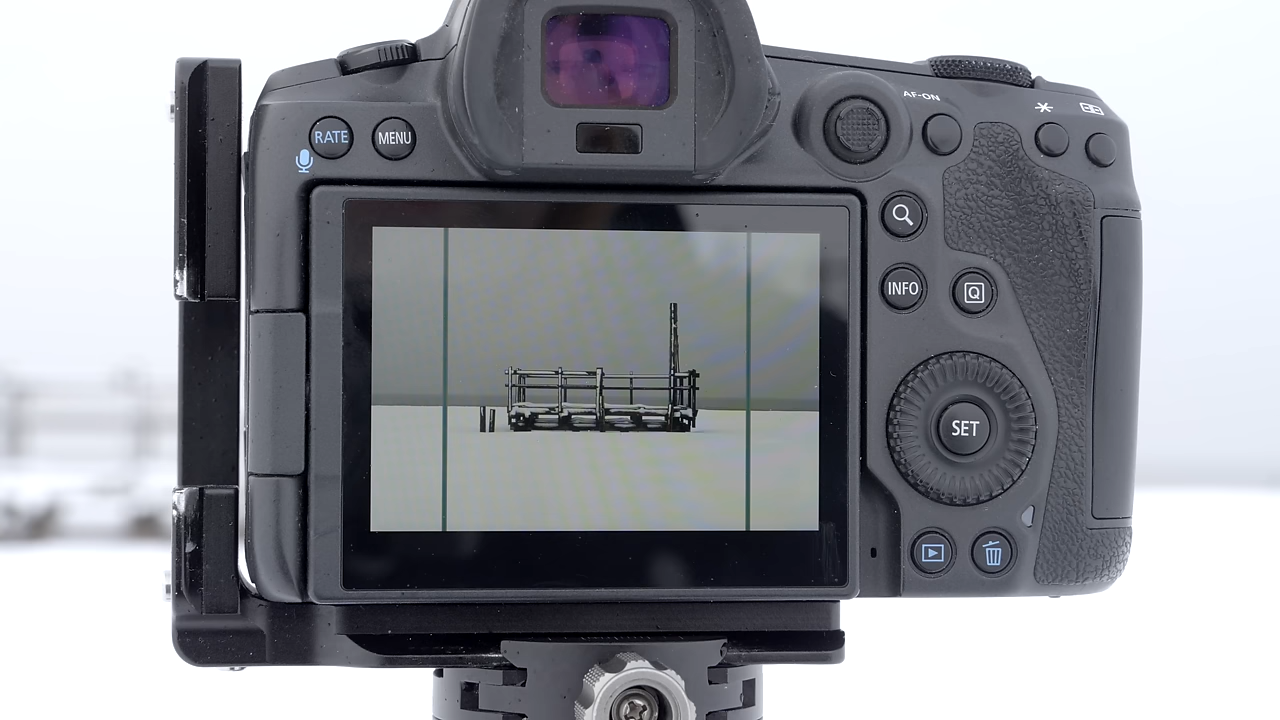 AF-ON
RATE
MENU
INFO
Q
SET